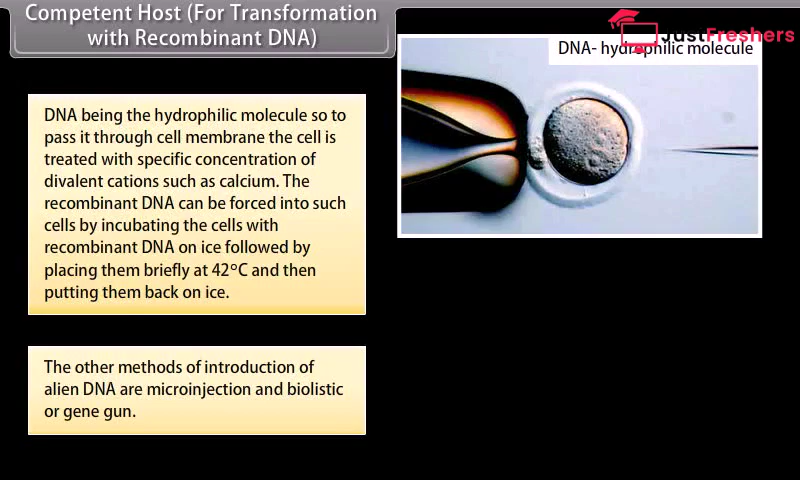 Competent Host (For Transformation
with Recombinant DNA)
JustFreshers
DNA- hydrophilic molecule
DNA being the hydrophilic molecule so to
pass it through cell membrane the cell is
treated with specific concentration of
divalent cations such as calcium. The
recombinant DNA can be forced into such
cells by incubating the cells with
recombinant DNA on ice followed by
placing them briefly at 42ºC and then
putting them back on ice.
The other methods of introduction of
alien DNA are microinjection and biolistic
or gene gun.